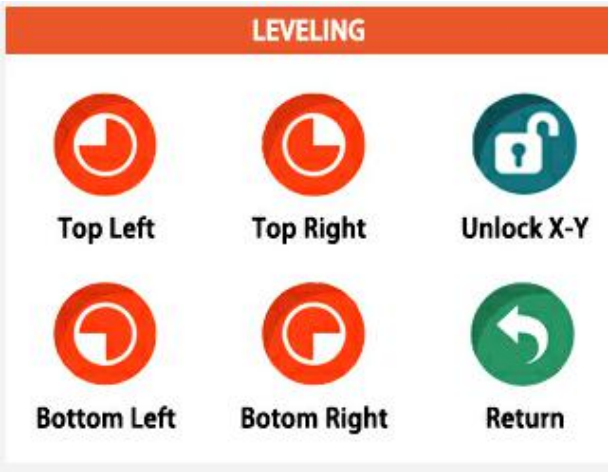 LEVELING
Top Left
Top Right
Unlock X-Y
Bottom Left
Botom Right
Return